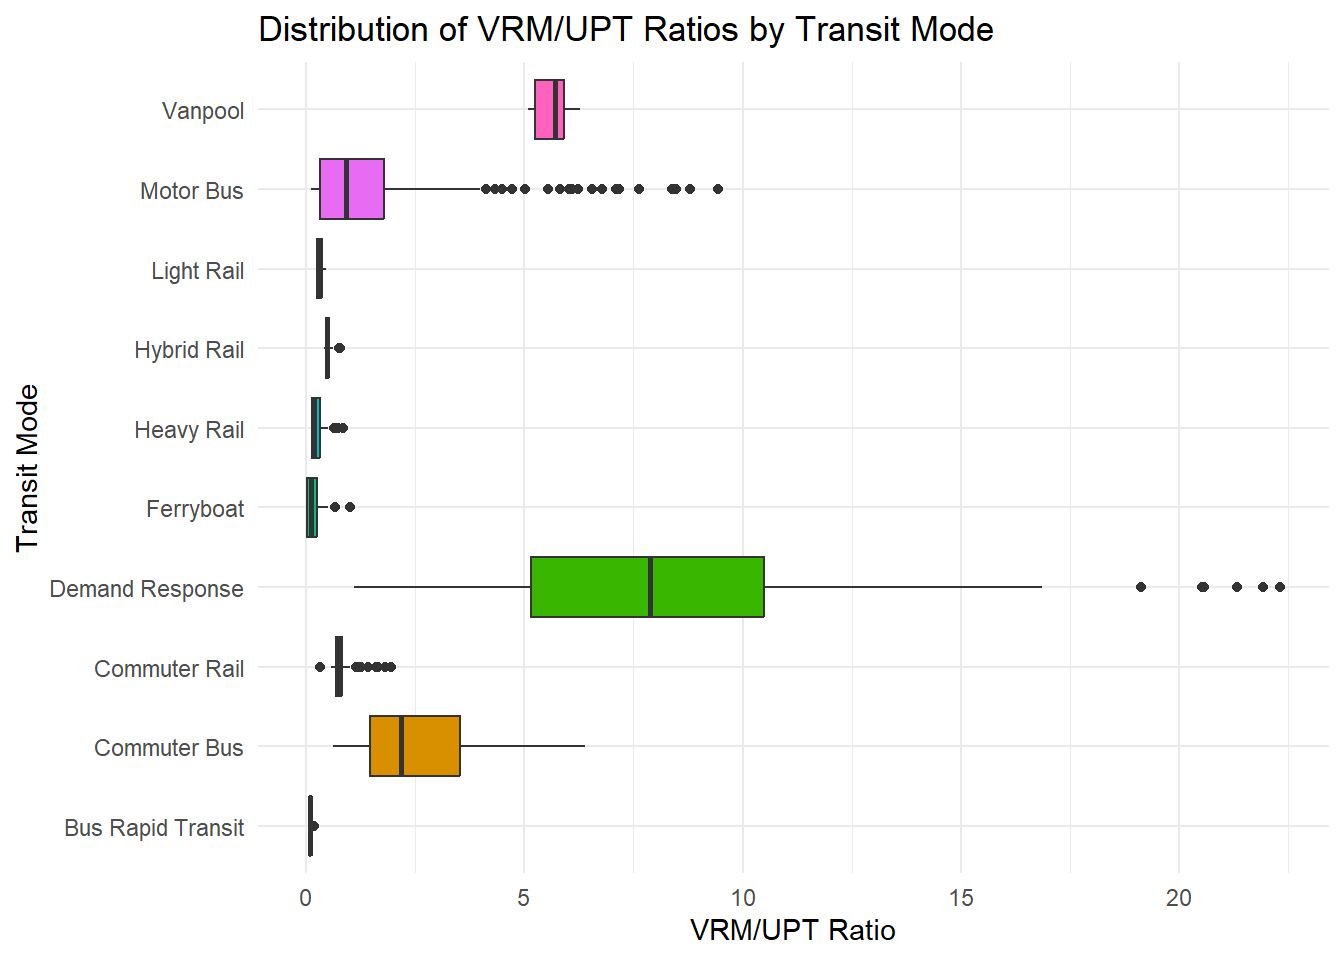 Distribution of VRM/UPT Ratios by Transit Mode
Transit Mode
Vanpool
Motor Bus
Light Rail
Hybrid Rail
Heavy Rail
Ferryboat
Demand Response
Commuter Rail
Commuter Bus
Bus Rapid Transit
0 5 10 15 20
VRM/UPT Ratio